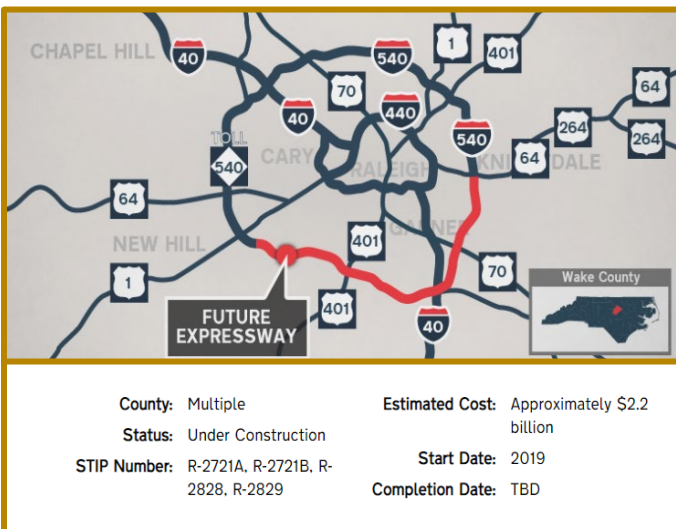 CHAPEL HILL
40
540
1
401
70
40
440
540
64
264
264
64
TOLL
540
CARY
RALEIGH
KNIGHTDALE
64
NEW HILL
401
GARNER
1
401
70
40
FUTURE
EXPRESSWAY
Wake County
County: Multiple
Status: Under Construction
STIP Number: R-2721A, R-2721B, R-
2828, R-2829
Estimated Cost: Approximately $2.2
billion
Start Date: 2019
Completion Date: TBD